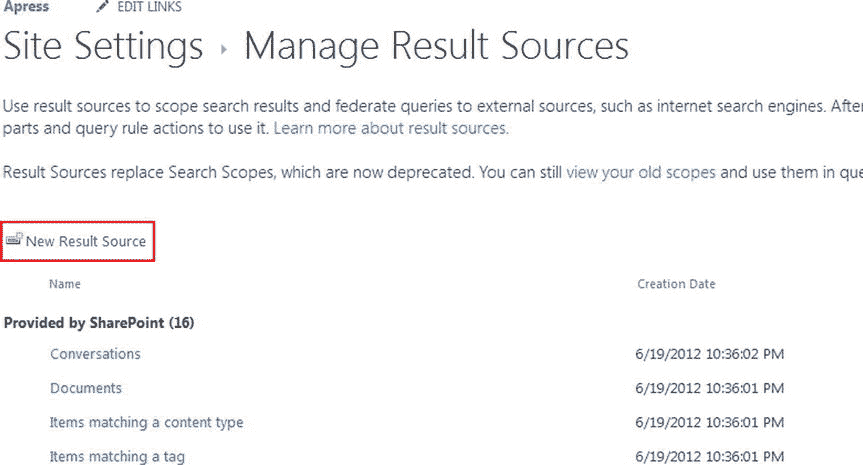 Apress EDIT LINKS
Site Settings ▸ Manage Result Sources
Use result sources to scope search results and federate queries to external sources, such as internet search engines. After
parts and query rule actions to use it. Learn more about result sources.
Result Sources replace Search Scopes, which are now deprecated. You can still view your old scopes and use them in que
New Result Source
Name Creation Date
Provided by SharePoint (16)
Conversations 6/19/2012 10:36:02 PM
Documents 6/19/2012 10:36:01 PM
Items matching a content type 6/19/2012 10:36:01 PM
Items matching a tag 6/19/2012 10:36:01 PM